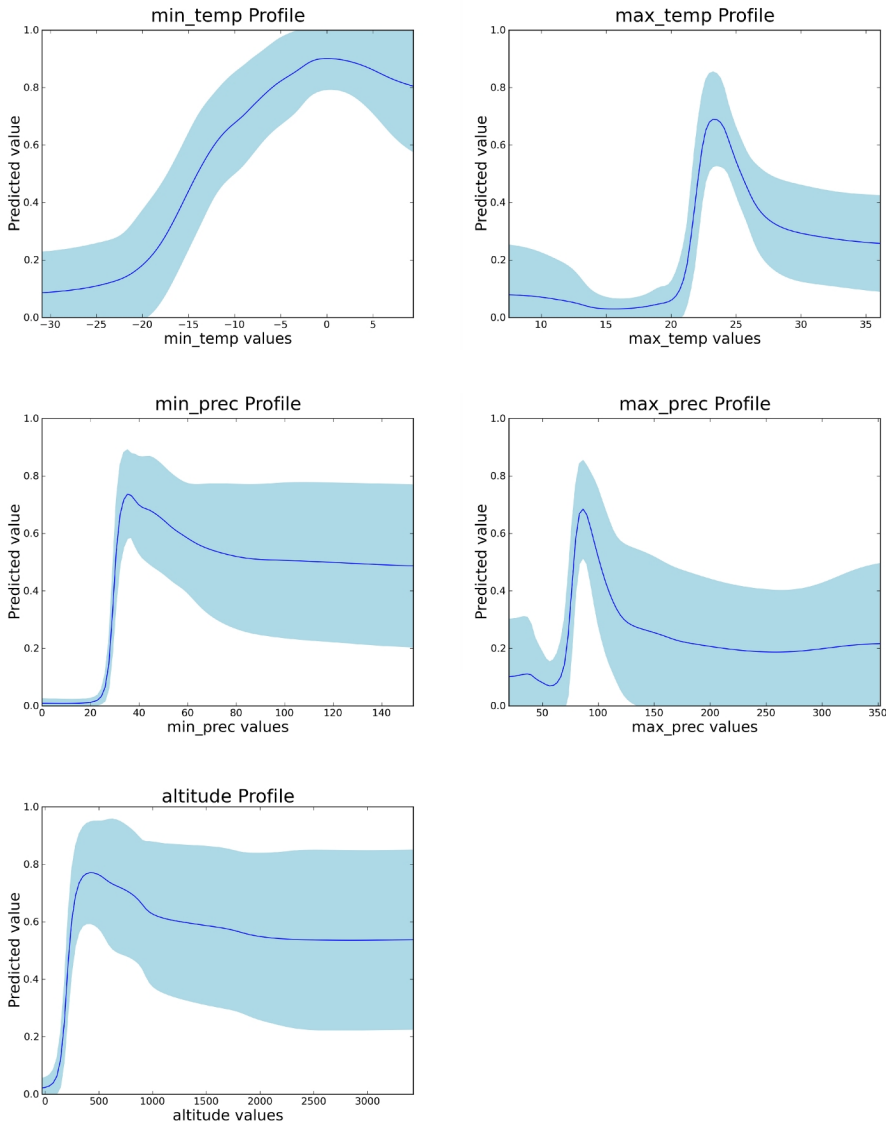 min_temp Profile
1.0
0.8
0.6
0.4
0.2
0.0
Predicted value
−30 −25 −20 −15 −10 −5 0 5
min_temp values
max_temp Profile
1.0
0.8
0.6
0.4
0.2
0.0
Predicted value
10 15 20 25 30 35
max_temp values
min_prec Profile
1.0
0.8
0.6
0.4
0.2
0.0
Predicted value
0 20 40 60 80 100 120 140
min_prec values
max_prec Profile
1.0
0.8
0.6
0.4
0.2
0.0
Predicted value
50 100 150 200 250 300 350
max_prec values
altitude Profile
1.0
0.8
0.6
0.4
0.2
0.0
Predicted value
0 500 1000 1500 2000 2500 3000
altitude values